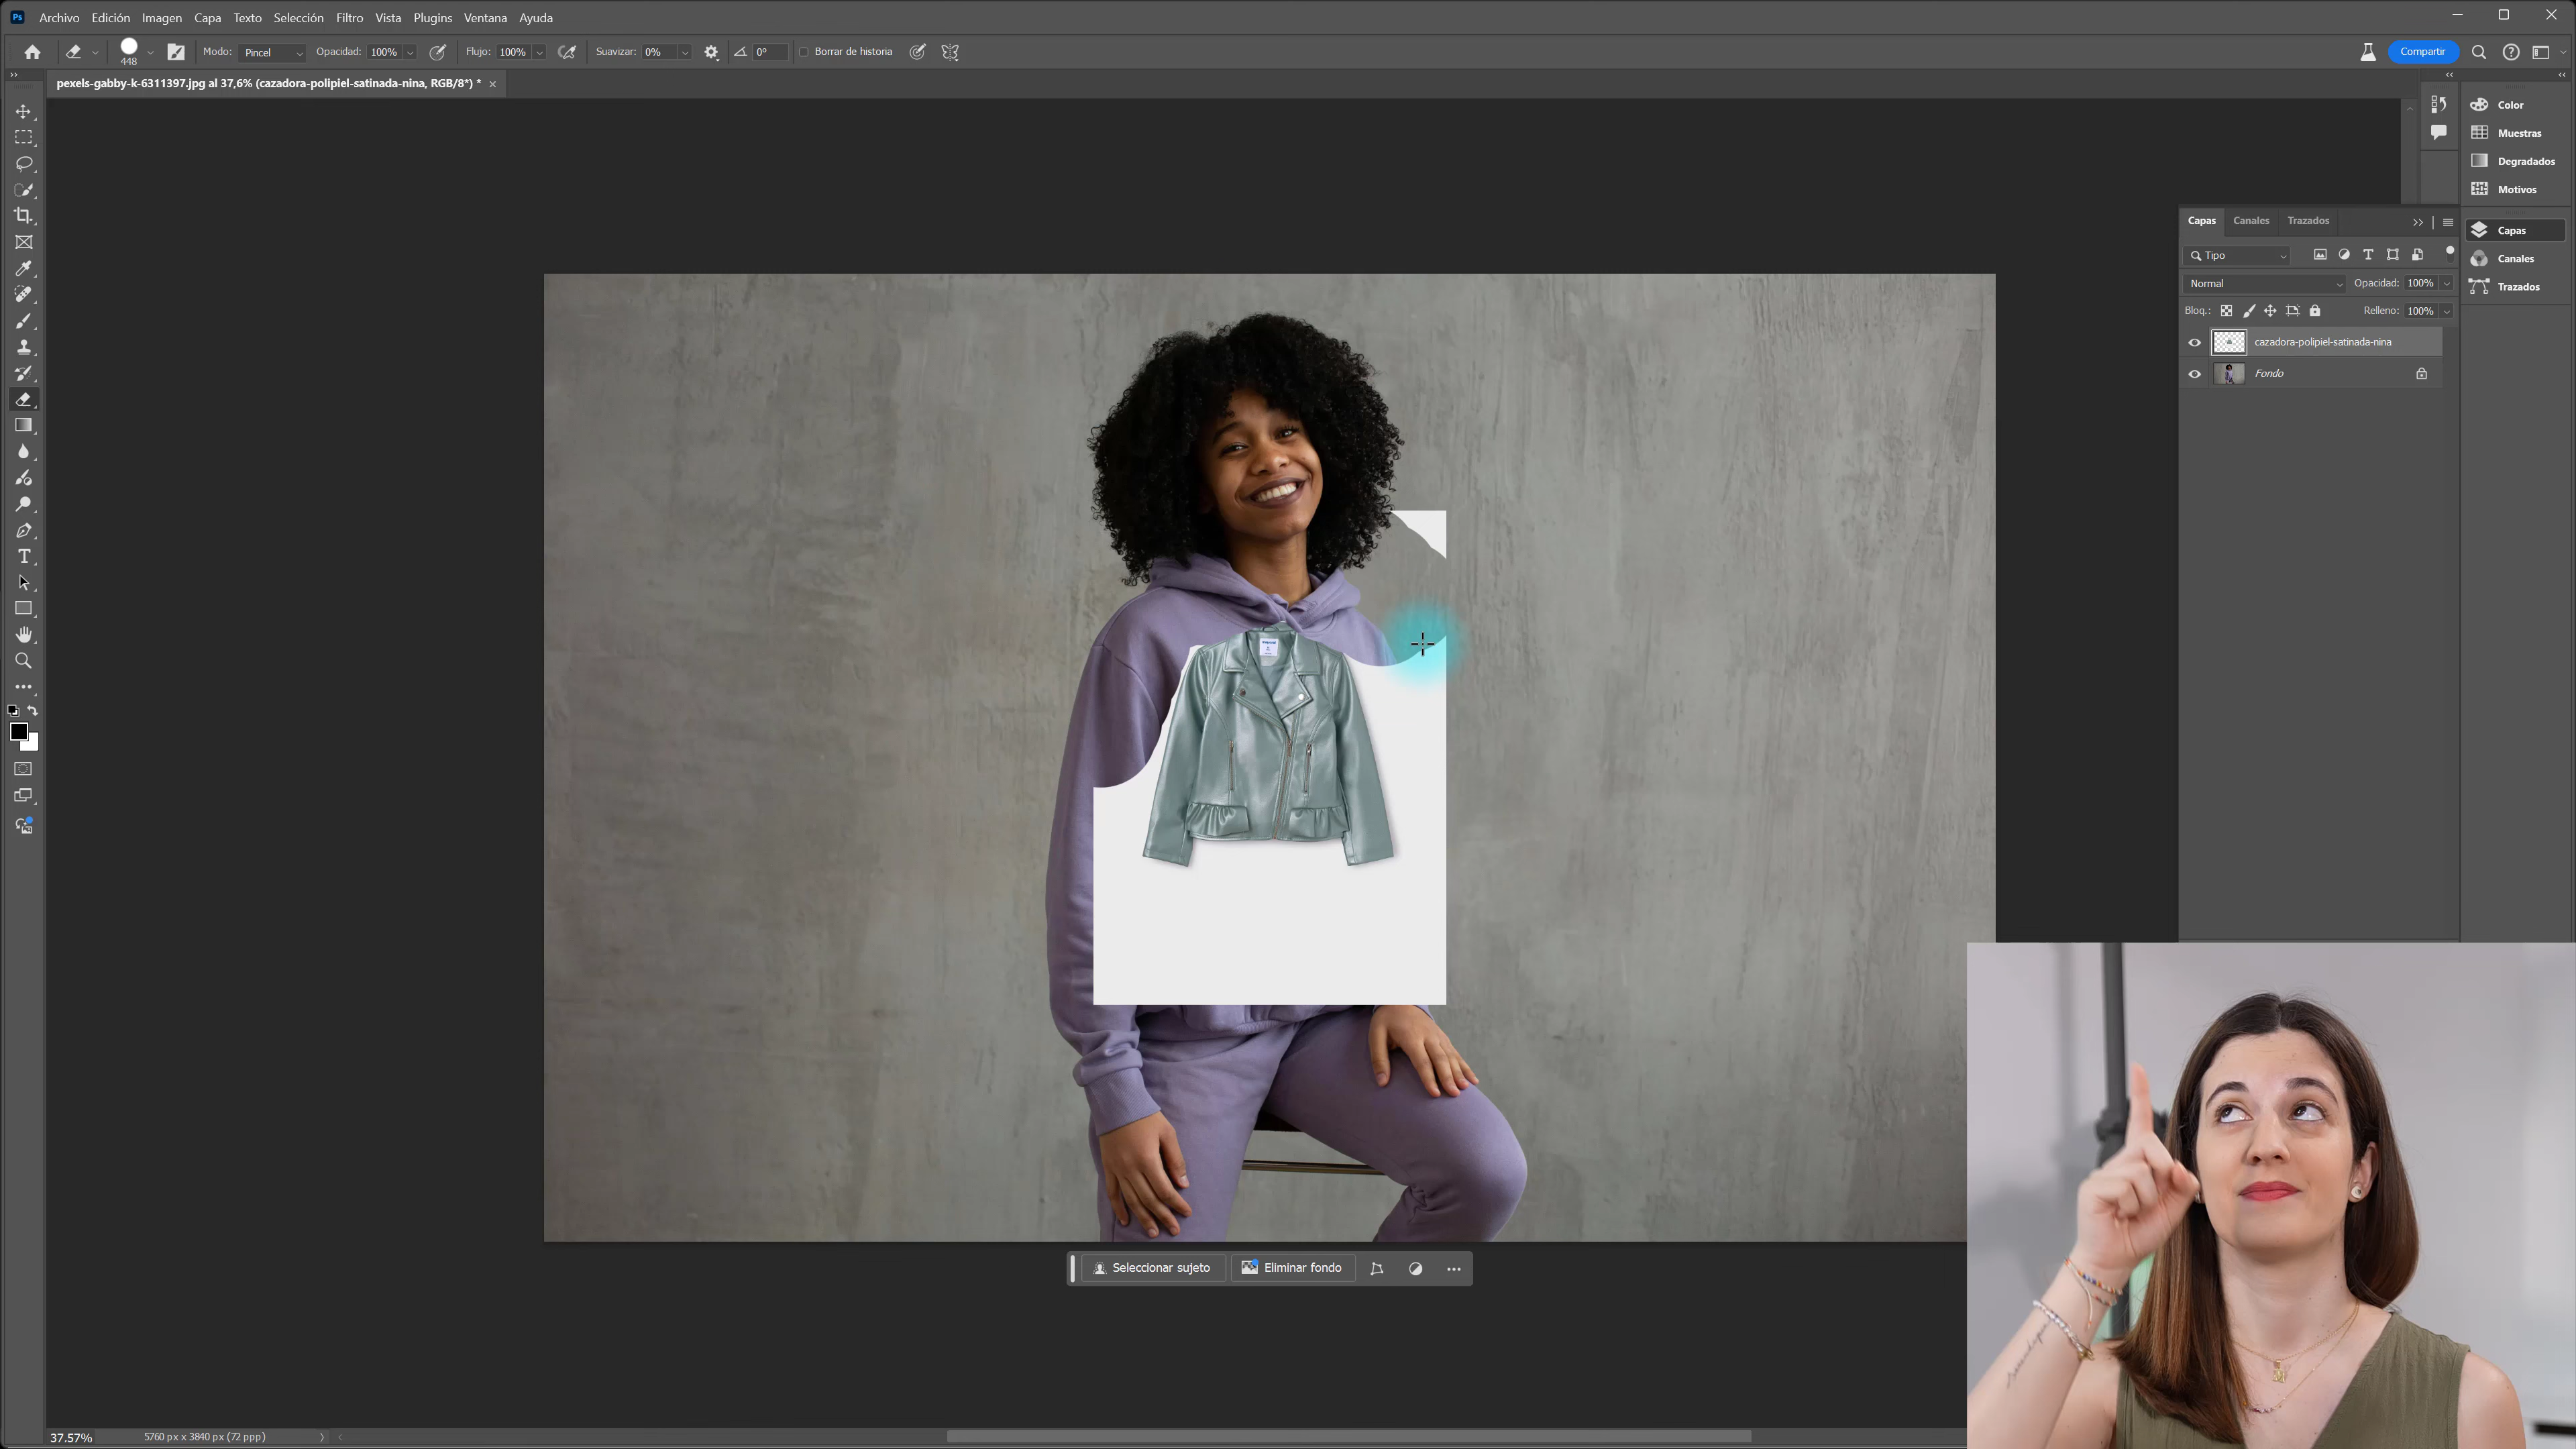 Ps Archivo Edición Imagen Capa Texto Selección Filtro Vista Plugins Ventana Ayuda
448 Modo: Pincel Opacidad: 100% Flujo: 100% Suavizar: 0% 0° Borrar de historia Compartir
pexels-gabby-k-6311397.jpg al 37,6% (cazadora-polipiel-satinada-nina, RGB/8*) *
Color
Muestras
Degradados
Motivos
Capas
Canales
Trazados
Capas Canales Trazados
Tipo
Normal Opacidad: 100%
Bloq.: Relleno: 100%
cazadora-polipiel-satinada-nina
Fondo
Seleccionar sujeto Eliminar fondo
37.57% 5760 px x 3840 px (72 ppp)